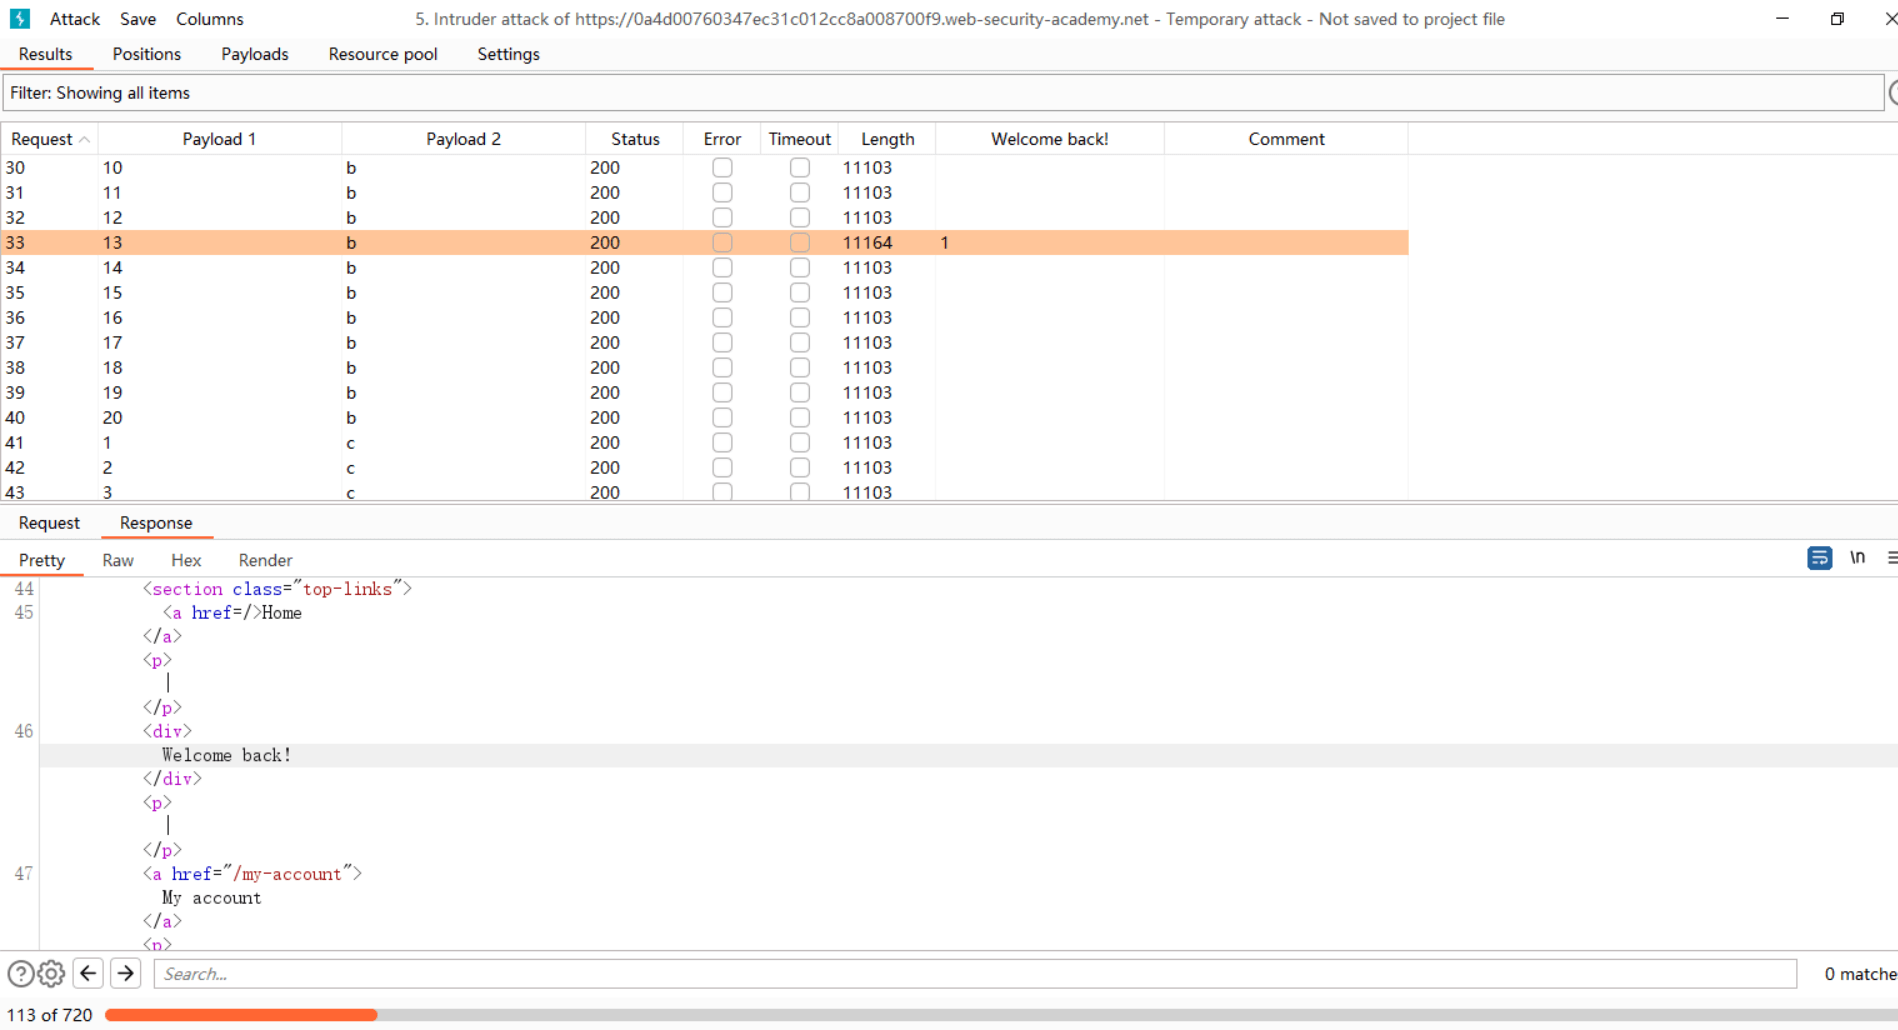 Attack Save Columns 5. Intruder attack of https://0a4d00760347ec31c012cc8a008700f9.web-security-academy.net - Temporary attack - Not saved to project file
Results Positions Payloads Resource pool Settings
Filter: Showing all items
Request Payload 1 Payload 2 Status Error Timeout Length Welcome back! Comment
30 10 b 200 11103
31 11 b 200 11103
32 12 b 200 11103
33 13 b 200 11164 1
34 14 b 200 11103
35 15 b 200 11103
36 16 b 200 11103
37 17 b 200 11103
38 18 b 200 11103
39 19 b 200 11103
40 20 b 200 11103
41 1 c 200 11103
42 2 c 200 11103
43 3 c 200 11103
Request Response
Pretty Raw Hex Render \n
44 <section class="top-links">
45 <a href=/>Home
</a>
<p>
|
</p>
46 <div>
Welcome back!
</div>
<p>
|
</p>
47 <a href="/my-account">
My account
</a>
<p>
Search... 0 matche
113 of 720